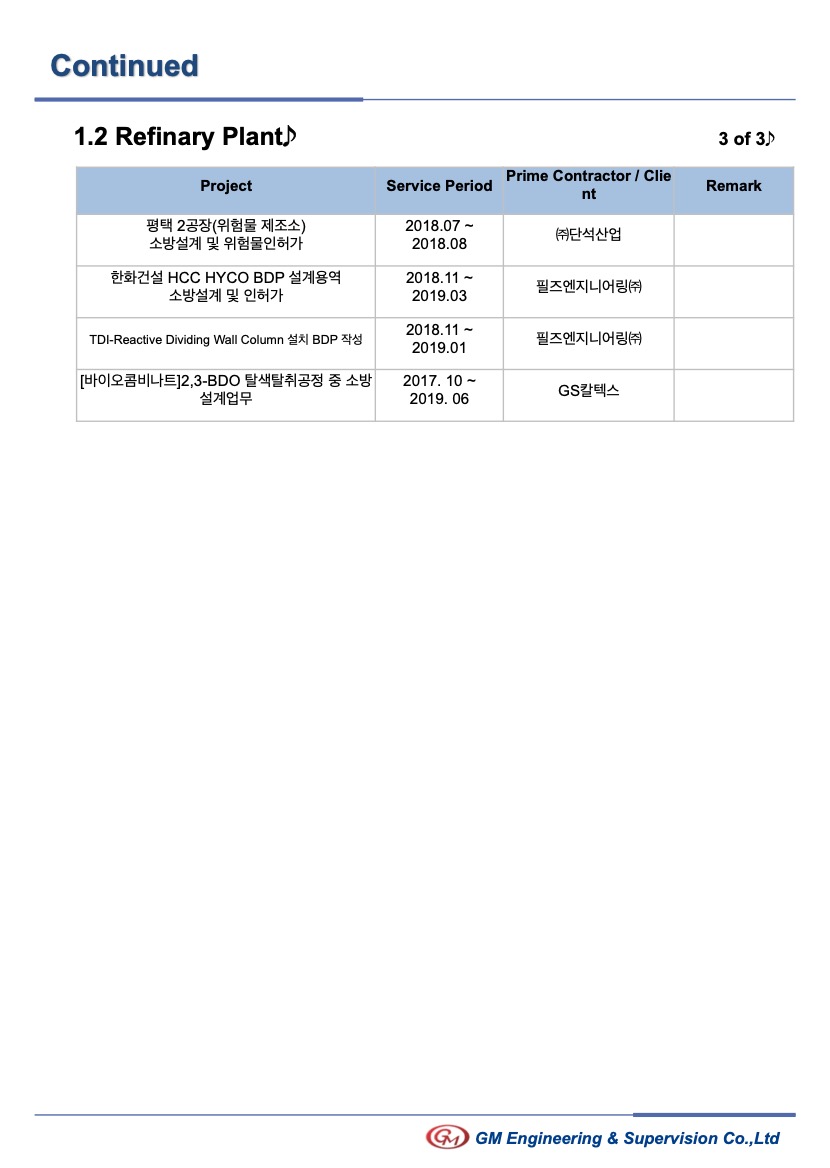 Continued
1.2 Refinary Plant♪
3 of 3♪
Project
Service Period
Prime Contractor / Clie
nt
Remark
평택 2공장(위험물 제조소)
소방설계 및 위험물인허가
2018.07 ~
2018.08
㈜단석산업
한화건설 HCC HYCO BDP 설계용역
소방설계 및 인허가
2018.11 ~
2019.03
필즈엔지니어링㈜
TDI-Reactive Dividing Wall Column 설치 BDP 작성
2018.11 ~
2019.01
필즈엔지니어링㈜
[바이오콤비나트]2,3-BDO 탈색탈취공정 중 소방
설계업무
2017. 10 ~
2019. 06
GS칼텍스
GM GM Engineering & Supervision Co.,Ltd